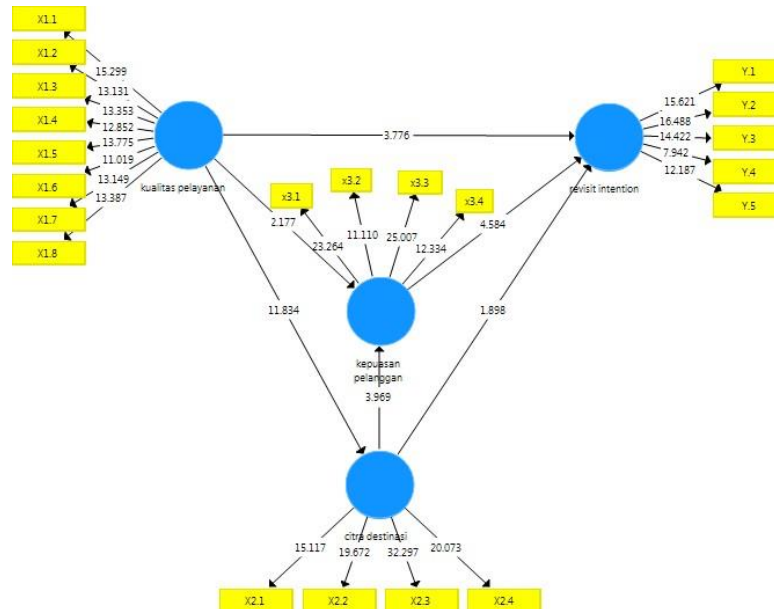 X1.1
X1.2
X1.3
X1.4
X1.5
X1.6
X1.7
X1.8
15.299
13.131
13.353
12.852
13.775
11.019
13.149
13.387
kualitas pelayanan
3.776
2.177
11.834
x3.1
x3.2
x3.3
x3.4
23.264
11.110
25.007
12.334
kepuasan
pelanggan
4.584
1.898
3.969
revisit intention
15.621
16.488
14.422
7.942
12.187
Y.1
Y.2
Y.3
Y.4
Y.5
citra destinasi
15.117
19.672
32.297
20.073
X2.1
X2.2
X2.3
X2.4